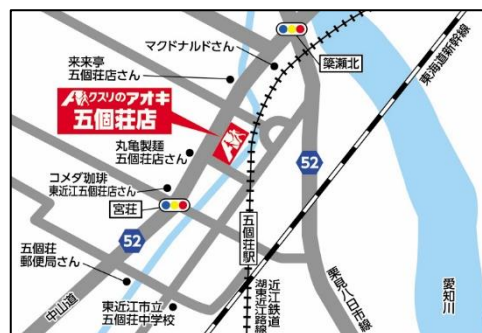 マクドナルドさん
簗瀬北
来来亭
五個荘店さん
クスリのアオキ
五個荘店
東海道新幹線
丸亀製麺
五個荘店さん
52
コメダ珈琲
東近江五個荘店さん
宮荘
52
五個荘駅
五個荘
郵便局さん
中山道
東近江市立
五個荘中学校
近江鉄道
湖東近江路線
栗見八日市線
愛知川